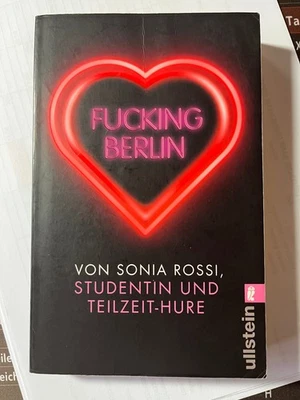 FUCKING
BERLIN
VON SONIA ROSSI,
STUDENTIN UND
TEILZEIT-HURE
ullstein